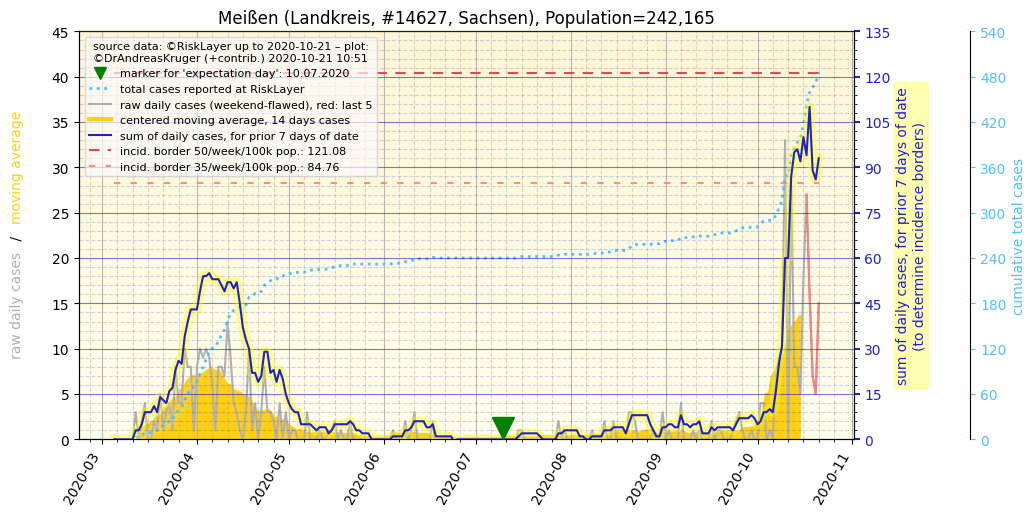 Meißen (Landkreis, #14627, Sachsen), Population=242,165
source data: ©RiskLayer up to 2020-10-21 – plot:
©DrAndreasKruger (+contrib.) 2020-10-21 10:51
marker for 'expectation day': 10.07.2020
total cases reported at RiskLayer
raw daily cases (weekend-flawed), red: last 5
centered moving average, 14 days cases
sum of daily cases, for prior 7 days of date
incid. border 50/week/100k pop.: 121.08
incid. border 35/week/100k pop.: 84.76
raw daily cases / moving average
45
40
35
30
25
20
15
10
5
0
2020-03
2020-04
2020-05
2020-06
2020-07
2020-08
2020-09
2020-10
2020-11
135
120
105
90
75
60
45
30
15
0
sum of daily cases, for prior 7 days of date
(to determine incidence borders)
540
480
420
360
300
240
180
120
60
0
cumulative total cases